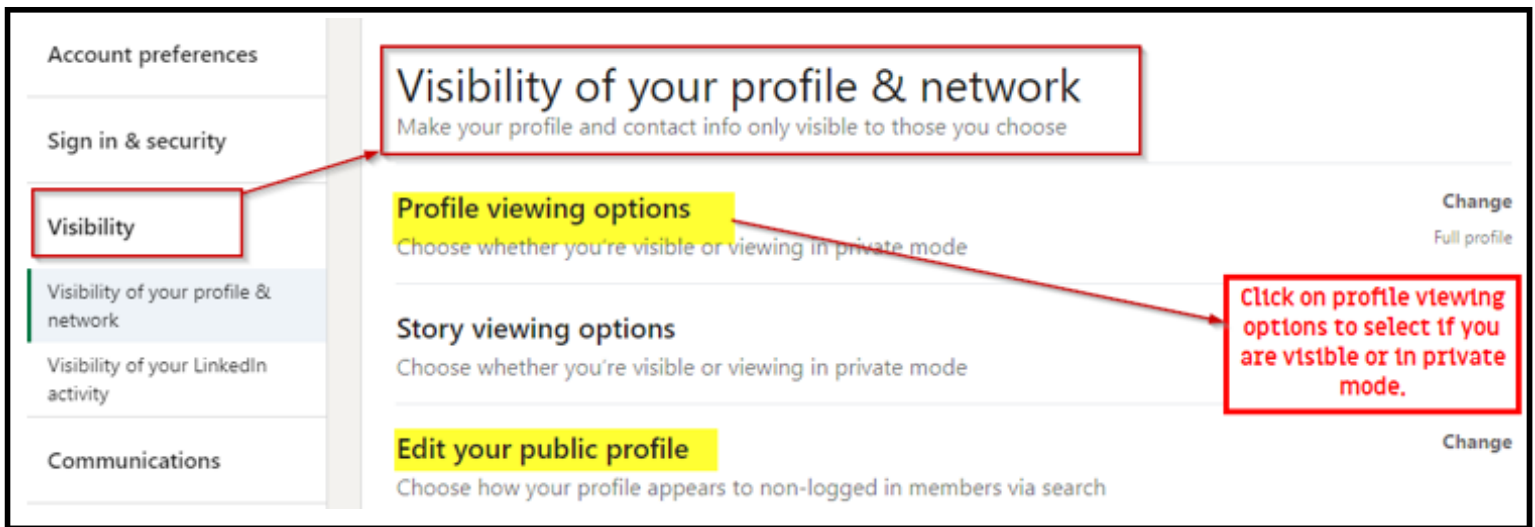 Account preferences
Sign in & security
Visibility
Visibility of your profile &
network
Visibility of your LinkedIn
activity
Communications
Visibility of your profile & network
Make your profile and contact info only visible to those you choose
Profile viewing options
Change
Choose whether you're visible or viewing in private mode
Full profile
Story viewing options
Choose whether you're visible or viewing in private mode
Click on profile viewing
options to select if you
are visible or in private
mode.
Edit your public profile
Change
Choose how your profile appears to non-logged in members via search